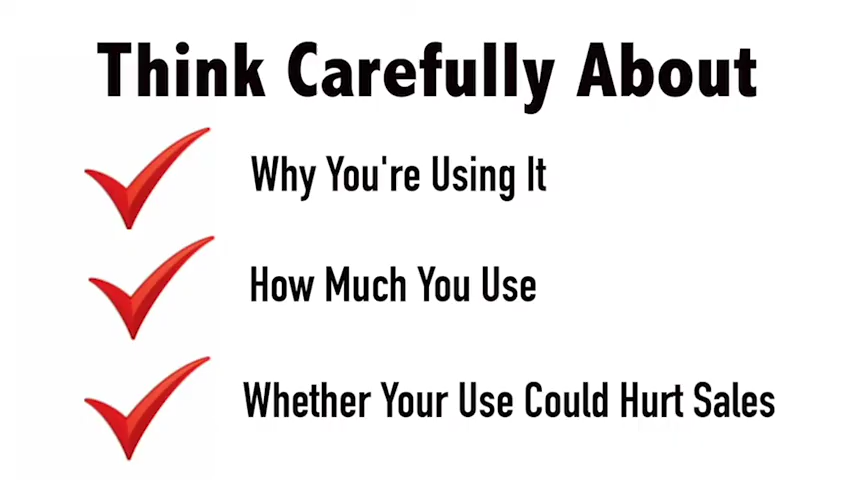 Think Carefully About
Why You're Using It
How Much You Use
Whether Your Use Could Hurt Sales